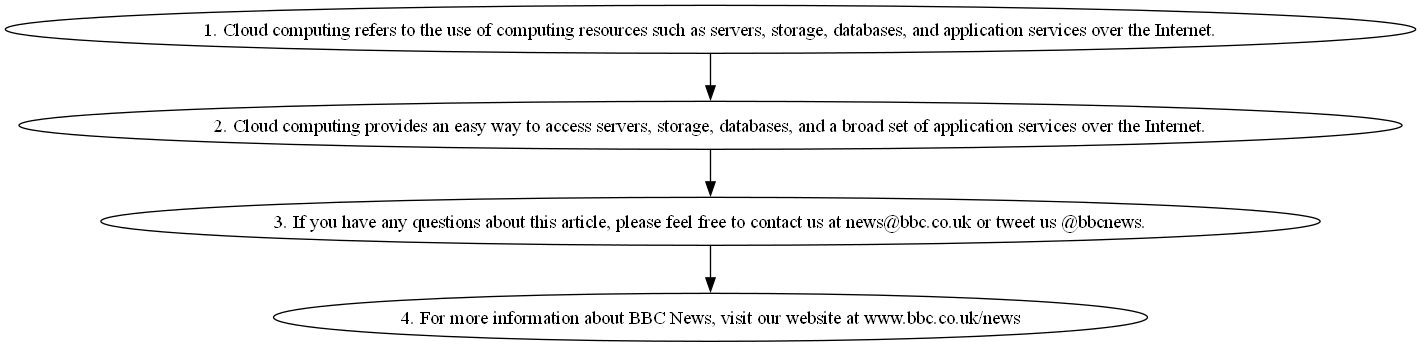 1. Cloud computing refers to the use of computing resources such as servers, storage, databases, and application services over the Internet.
2. Cloud computing provides an easy way to access servers, storage, databases, and a broad set of application services over the Internet.
3. If you have any questions about this article, please feel free to contact us at news@bbc.co.uk or tweet us @bbcnews.
4. For more information about BBC News, visit our website at www.bbc.co.uk/news